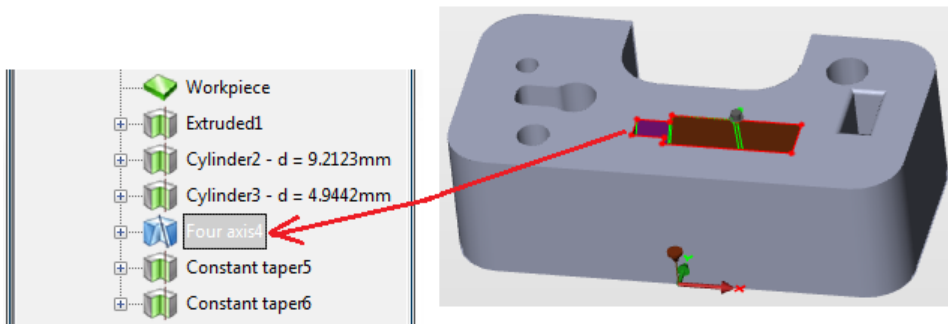 Workpiece
Extruded1
Cylinder2 - d = 9.2123mm
Cylinder3 - d = 4.9442mm
Four axis4
Constant taper5
Constant taper6